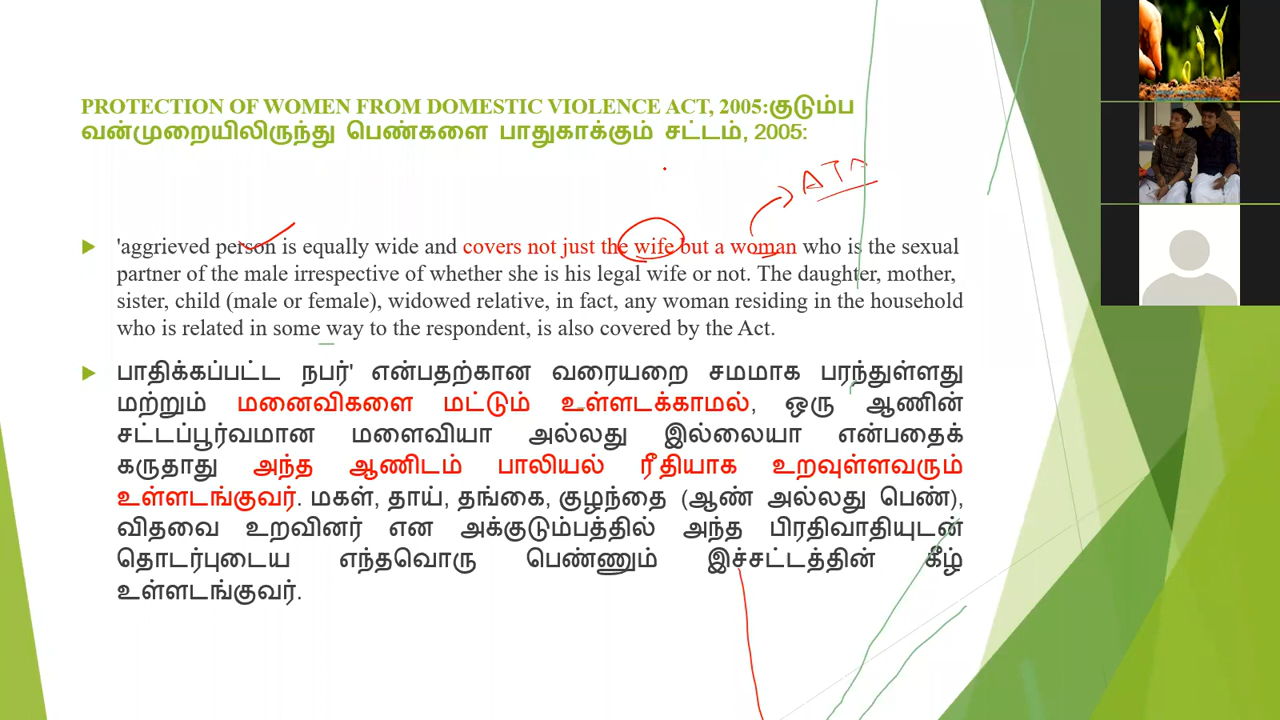 PROTECTION OF WOMEN FROM DOMESTIC VIOLENCE ACT, 2005:குடும்ப
வன்முறையிலிருந்து பெண்களை பாதுகாக்கும் சட்டம், 2005:
'aggrieved person is equally wide and covers not just the wife but a woman who is the sexual
partner of the male irrespective of whether she is his legal wife or not. The daughter, mother,
sister, child (male or female), widowed relative, in fact, any woman residing in the household
who is related in some way to the respondent, is also covered by the Act.
பாதிக்கப்பட்ட நபர்' என்பதற்கான வரையறை சமமாக பரந்துள்ளது
மற்றும் மனைவிகளை மட்டும் உள்ளடக்காமல், ஒரு ஆணின்
சட்டப்பூர்வமான மளைவியா அல்லது இல்லையா என்பதைக்
கருதாது அந்த ஆணிடம் பாலியல் ரீதியாக உறவுள்ளவரும்
உள்ளடங்குவர். மகள், தாய், தங்கை, குழந்தை (ஆண் அல்லது பெண்),
விதவை உறவினர் என அக்குடும்பத்தில் அந்த பிரதிவாதியுடன்
தொடர்புடைய எந்தவொரு பெண்ணும் இச்சட்டத்தின் கீழ்
உள்ளடங்குவர்.